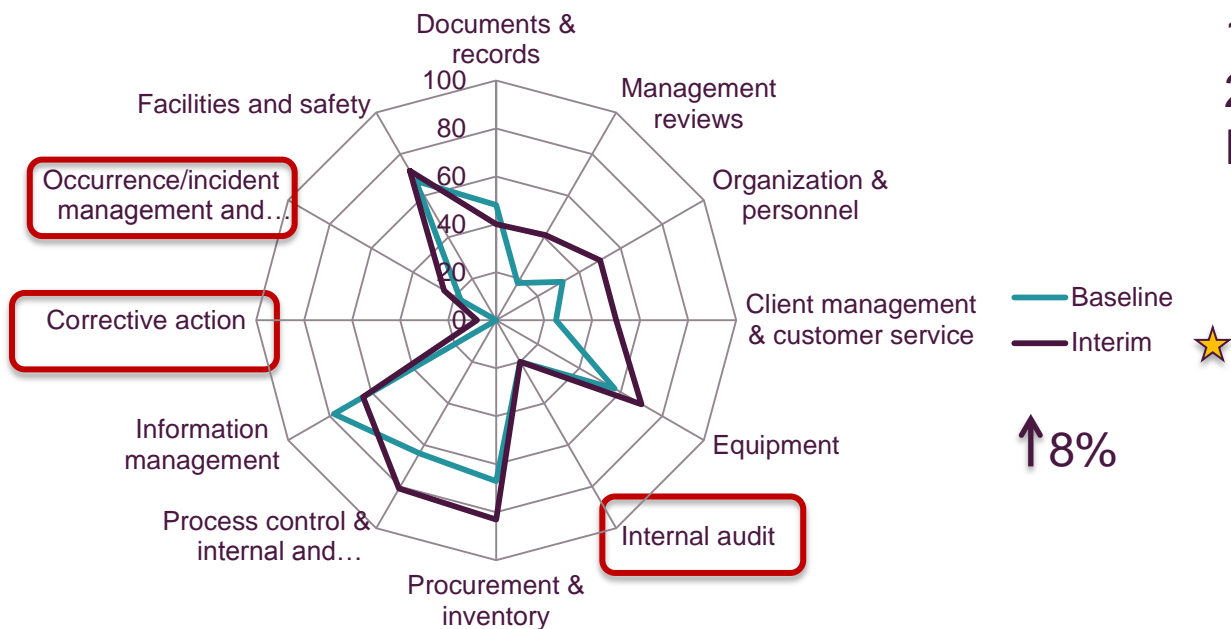 Documents &
records
Management
reviews
Organization &
personnel
Client management
& customer service
Equipment
Internal audit
Procurement &
inventory
Process control &
internal and…
Information
management
Corrective action
Occurrence/incident
management and…
Facilities and safety
100
80
60
40
20
0
Baseline
Interim
8%